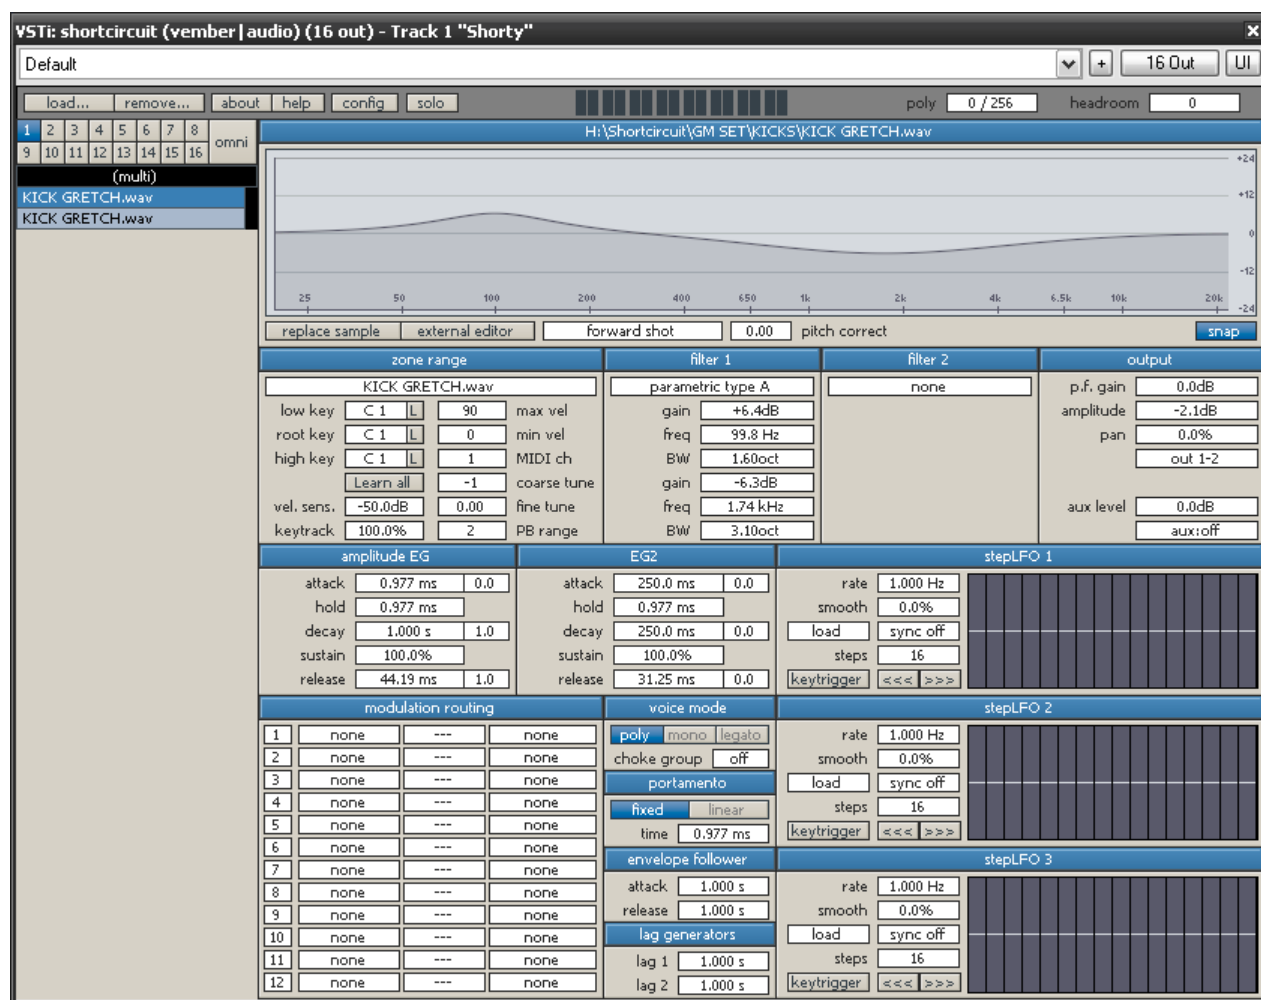 VSTi: shortcircuit (vember|audio) (16 out) - Track 1 "Shorty"
Default + 16 Out UI
load... remove... about help config solo poly 0 / 256 headroom 0
1 2 3 4 5 6 7 8 omni
9 10 11 12 13 14 15 16
(multi)
KICK GRETCH.wav
KICK GRETCH.wav
H:\Shortcircuit\GM SET\KICKS\KICK GRETCH.wav
+24
+12
0
-12
25 50 100 200 400 650 1k 2k 4k 6.5k 10k 20k -24
replace sample external editor forward shot 0.00 pitch correct snap
zone range filter 1 filter 2 output
KICK GRETCH.wav parametric type A none p.f. gain 0.0dB
low key C 1 L 90 max vel gain +6.4dB amplitude -2.1dB
root key C 1 L 0 min vel freq 99.8 Hz pan 0.0%
high key C 1 L 1 MIDI ch BW 1.60oct out 1-2
Learn all -1 coarse tune gain -6.3dB
vel. sens. -50.0dB 0.00 fine tune freq 1.74 kHz aux level 0.0dB
keytrack 100.0% 2 PB range BW 3.10oct aux:off
amplitude EG EG2 stepLFO 1
attack 0.977 ms 0.0 attack 250.0 ms 0.0 rate 1.000 Hz
hold 0.977 ms hold 0.977 ms smooth 0.0%
decay 1.000 s 1.0 decay 250.0 ms 0.0 load sync off
sustain 100.0% sustain 100.0% steps 16
release 44.19 ms 1.0 release 31.25 ms 0.0 keytrigger <<< >>>
modulation routing voice mode stepLFO 2
1 none --- none poly mono legato rate 1.000 Hz
2 none --- none choke group off smooth 0.0%
3 none --- none portamento load sync off
4 none --- none fixed linear steps 16
5 none --- none time 0.977 ms keytrigger <<< >>>
6 none --- none envelope follower stepLFO 3
7 none --- none
8 none --- none attack 1.000 s rate 1.000 Hz
9 none --- none release 1.000 s smooth 0.0%
10 none --- none lag generators load sync off
11 none --- none lag 1 1.000 s steps 16
12 none --- none lag 2 1.000 s keytrigger <<< >>>